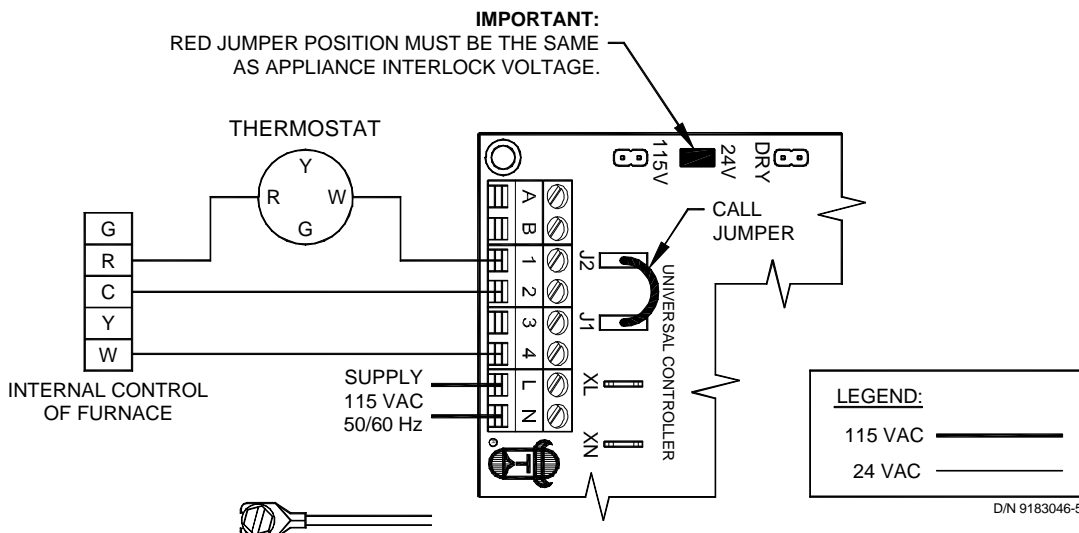 IMPORTANT:
RED JUMPER POSITION MUST BE THE SAME
AS APPLIANCE INTERLOCK VOLTAGE.
THERMOSTAT
Y
R
W
G
G
R
C
Y
W
INTERNAL CONTROL
OF FURNACE
SUPPLY
115 VAC
50/60 Hz
A
B
1
2
3
4
L
N
115V
24V
DRY
CALL
JUMPER
J2
J1
UNIVERSAL CONTROLLER
XL
XN
LEGEND:
115 VAC
24 VAC
D/N 9183046-5